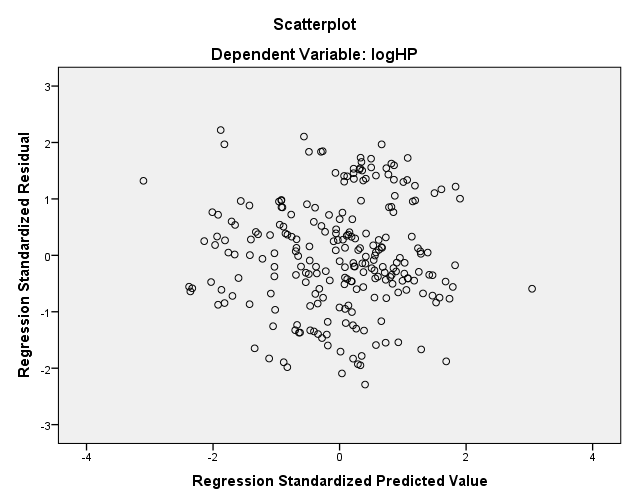 Scatterplot
Dependent Variable: logHP
Regression Standardized Residual
3
2
1
0
-1
-2
-3
-4 -2 0 2 4
Regression Standardized Predicted Value